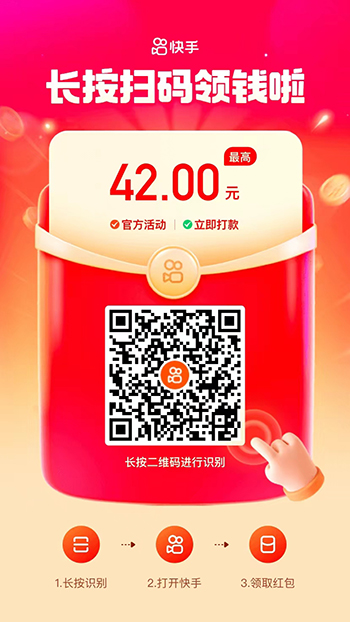 快手
长按扫码领钱啦
最高
42.00元
官方活动 | 立即打款
长按二维码进行识别
1.长按识别 2.打开快手 3.领取红包